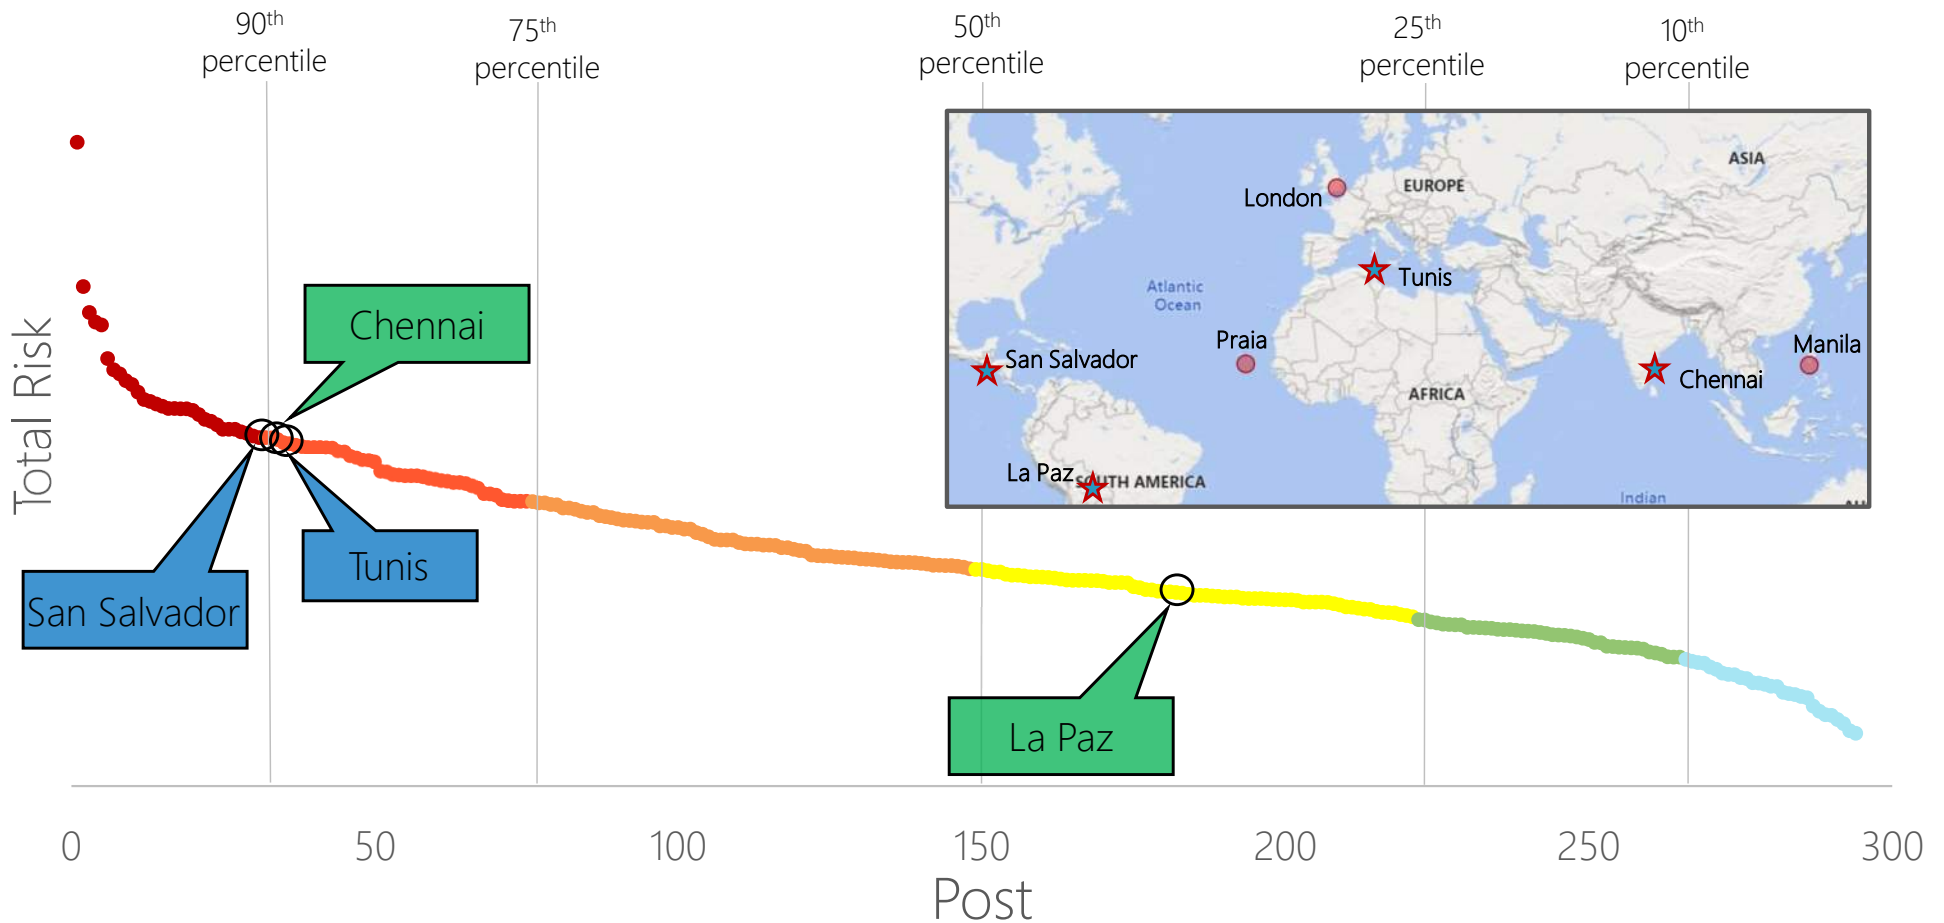 90th
percentile
75th
percentile
50th
percentile
25th
percentile
10th
percentile
Total Risk
Chennai
San Salvador
Tunis
La Paz
ASIA
London
EUROPE
Tunis
Atlantic
Ocean
Praia
San Salvador
Manila
Chennai
AFRICA
La Paz
SOUTH AMERICA
Indian
0 50 100 150 200 250 300
Post